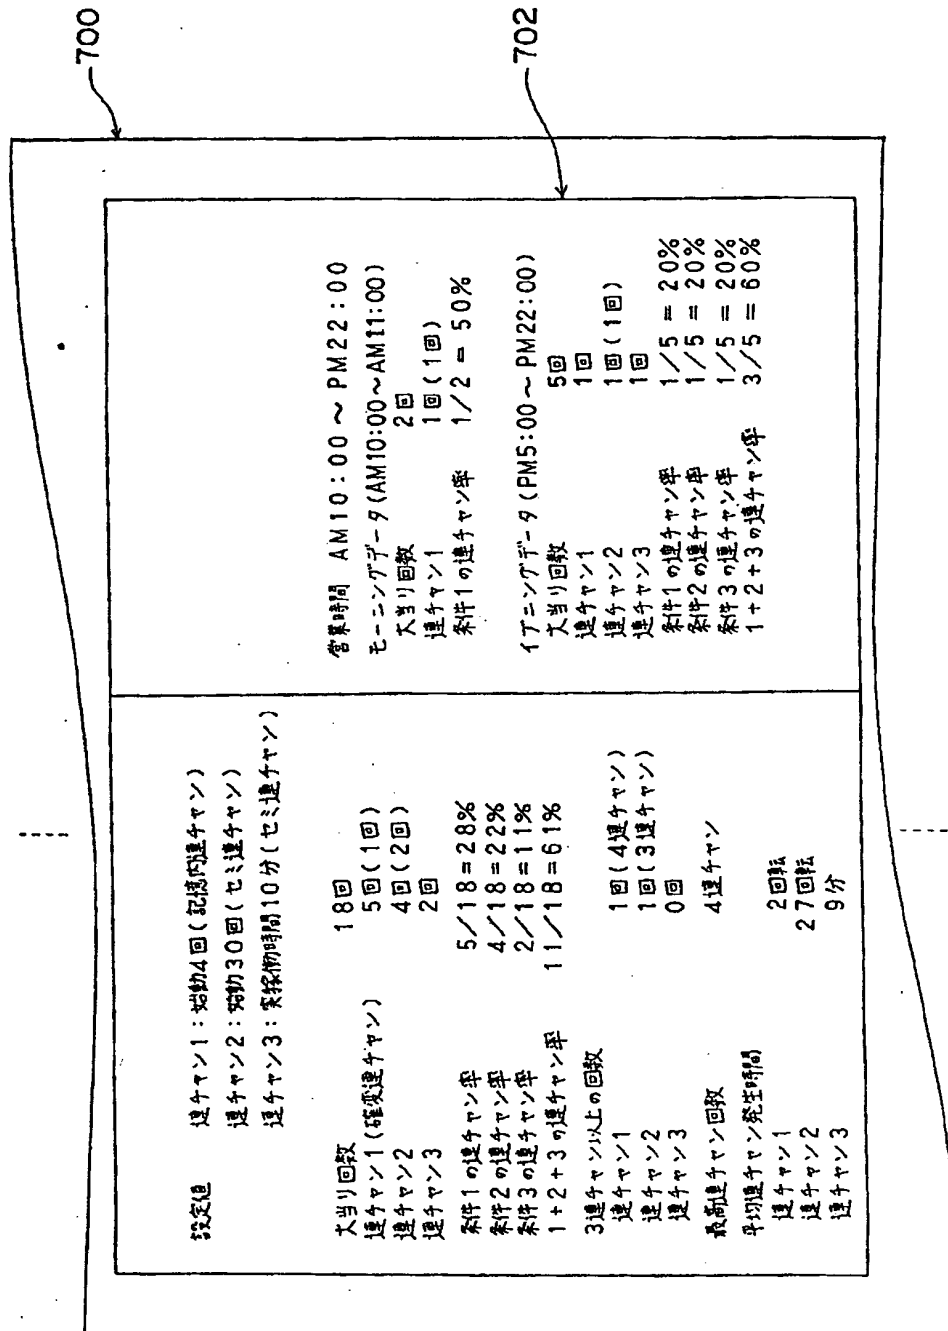 700
702
設定値 連チャン1:始動4回(記憶内連チャン)
連チャン2:始動30回(セミ連チャン)
連チャン3:実稼働時間10分(セミ連チャン)
大当り回数 18回
連チャン1(確変連チャン) 5回(1回)
連チャン2 4回(2回)
連チャン3 2回
条件1の連チャン率 5/18=28%
条件2の連チャン率 4/18=22%
条件3の連チャン率 2/18=11%
1+2+3の連チャン率 11/18=61%
3連チャン以上の回数
連チャン1 1回(4連チャン)
連チャン2 1回(3連チャン)
連チャン3 0回
最高連チャン回数 4連チャン
平均連チャン発生時間
連チャン1 2回転
連チャン2 27回転
連チャン3 9分
営業時間 AM10:00~PM22:00
モーニングデータ(AM10:00~AM11:00)
大当り回数 2回
連チャン1 1回(1回)
条件1の連チャン率 1/2=50%
イブニングデータ(PM5:00~PM22:00)
大当り回数 5回
連チャン1 1回
連チャン2 1回(1回)
連チャン3 1回
条件1の連チャン率 1/5=20%
条件2の連チャン率 1/5=20%
条件3の連チャン率 1/5=20%
1+2+3の連チャン率 3/5=60%